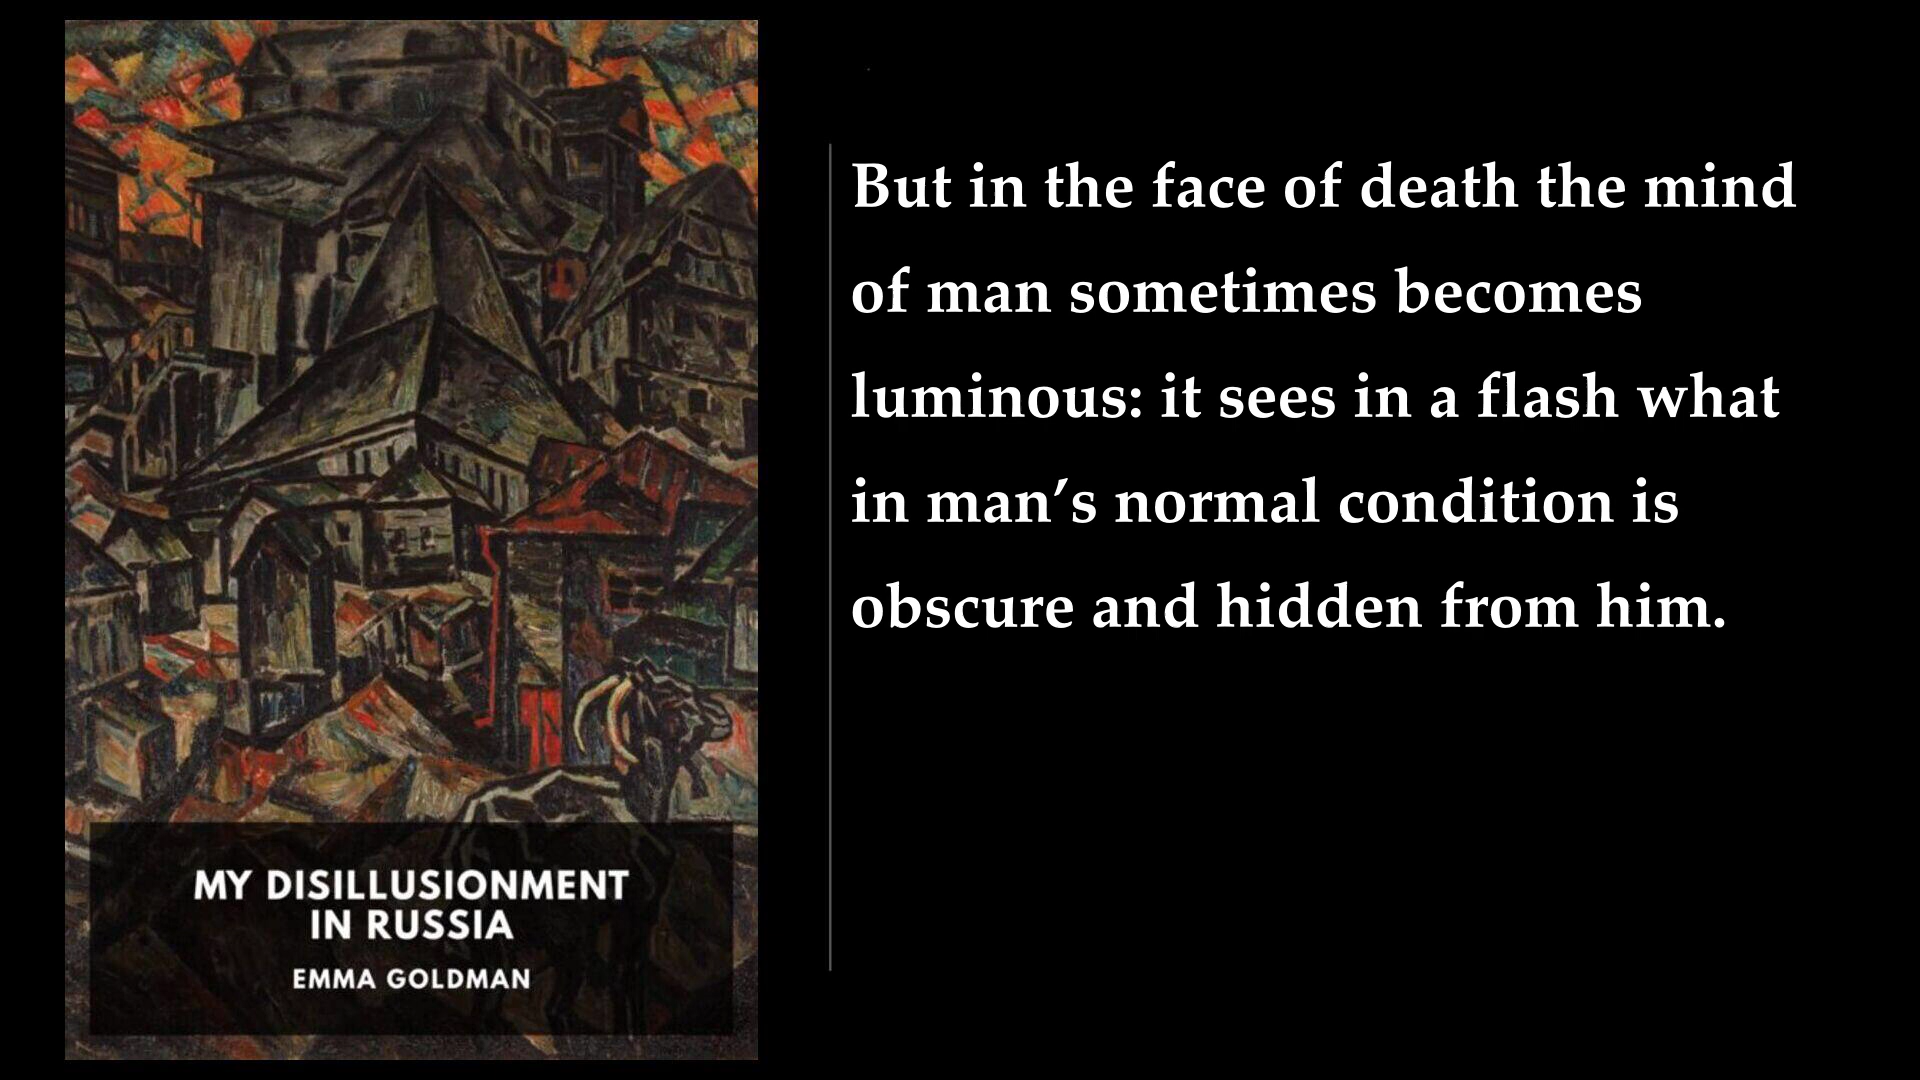 MY DISILLUSIONMENT
IN RUSSIA
EMMA GOLDMAN
But in the face of death the mind
of man sometimes becomes
luminous: it sees in a flash what
in man’s normal condition is
obscure and hidden from him.